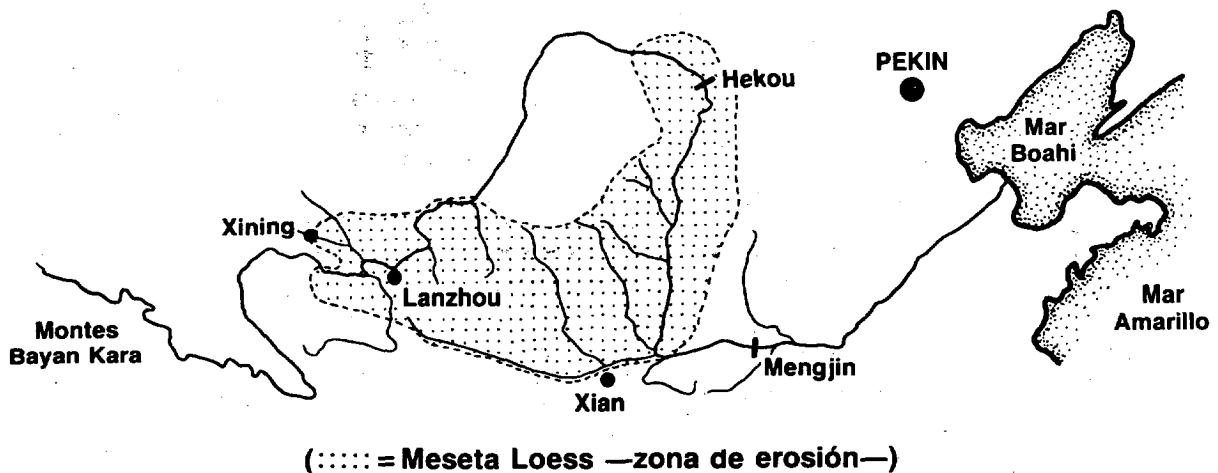 PEKIN
Hekou
Mar
Boahi
Xining
Lanzhou
Montes
Bayan Kara
Mar
Amarillo
Mengjin
Xian
(::::: = Meseta Loess —zona de erosión—)